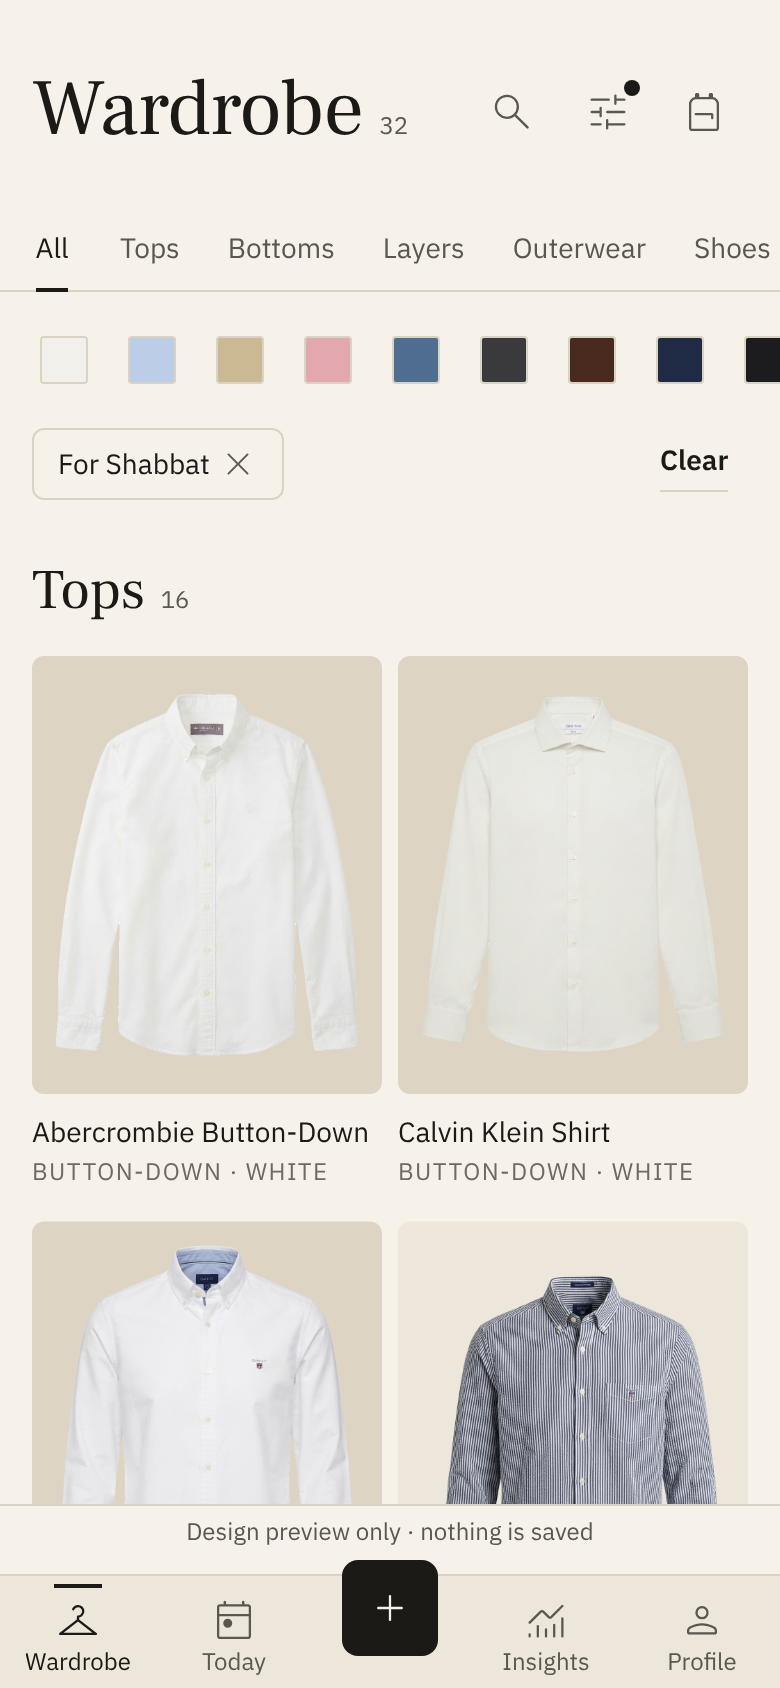 Wardrobe 32
All Tops Bottoms Layers Outerwear Shoes
For Shabbat
Clear
Tops 16
Abercrombie Button-Down
BUTTON-DOWN · WHITE
Calvin Klein Shirt
BUTTON-DOWN · WHITE
Design preview only · nothing is saved
Wardrobe Today Insights Profile